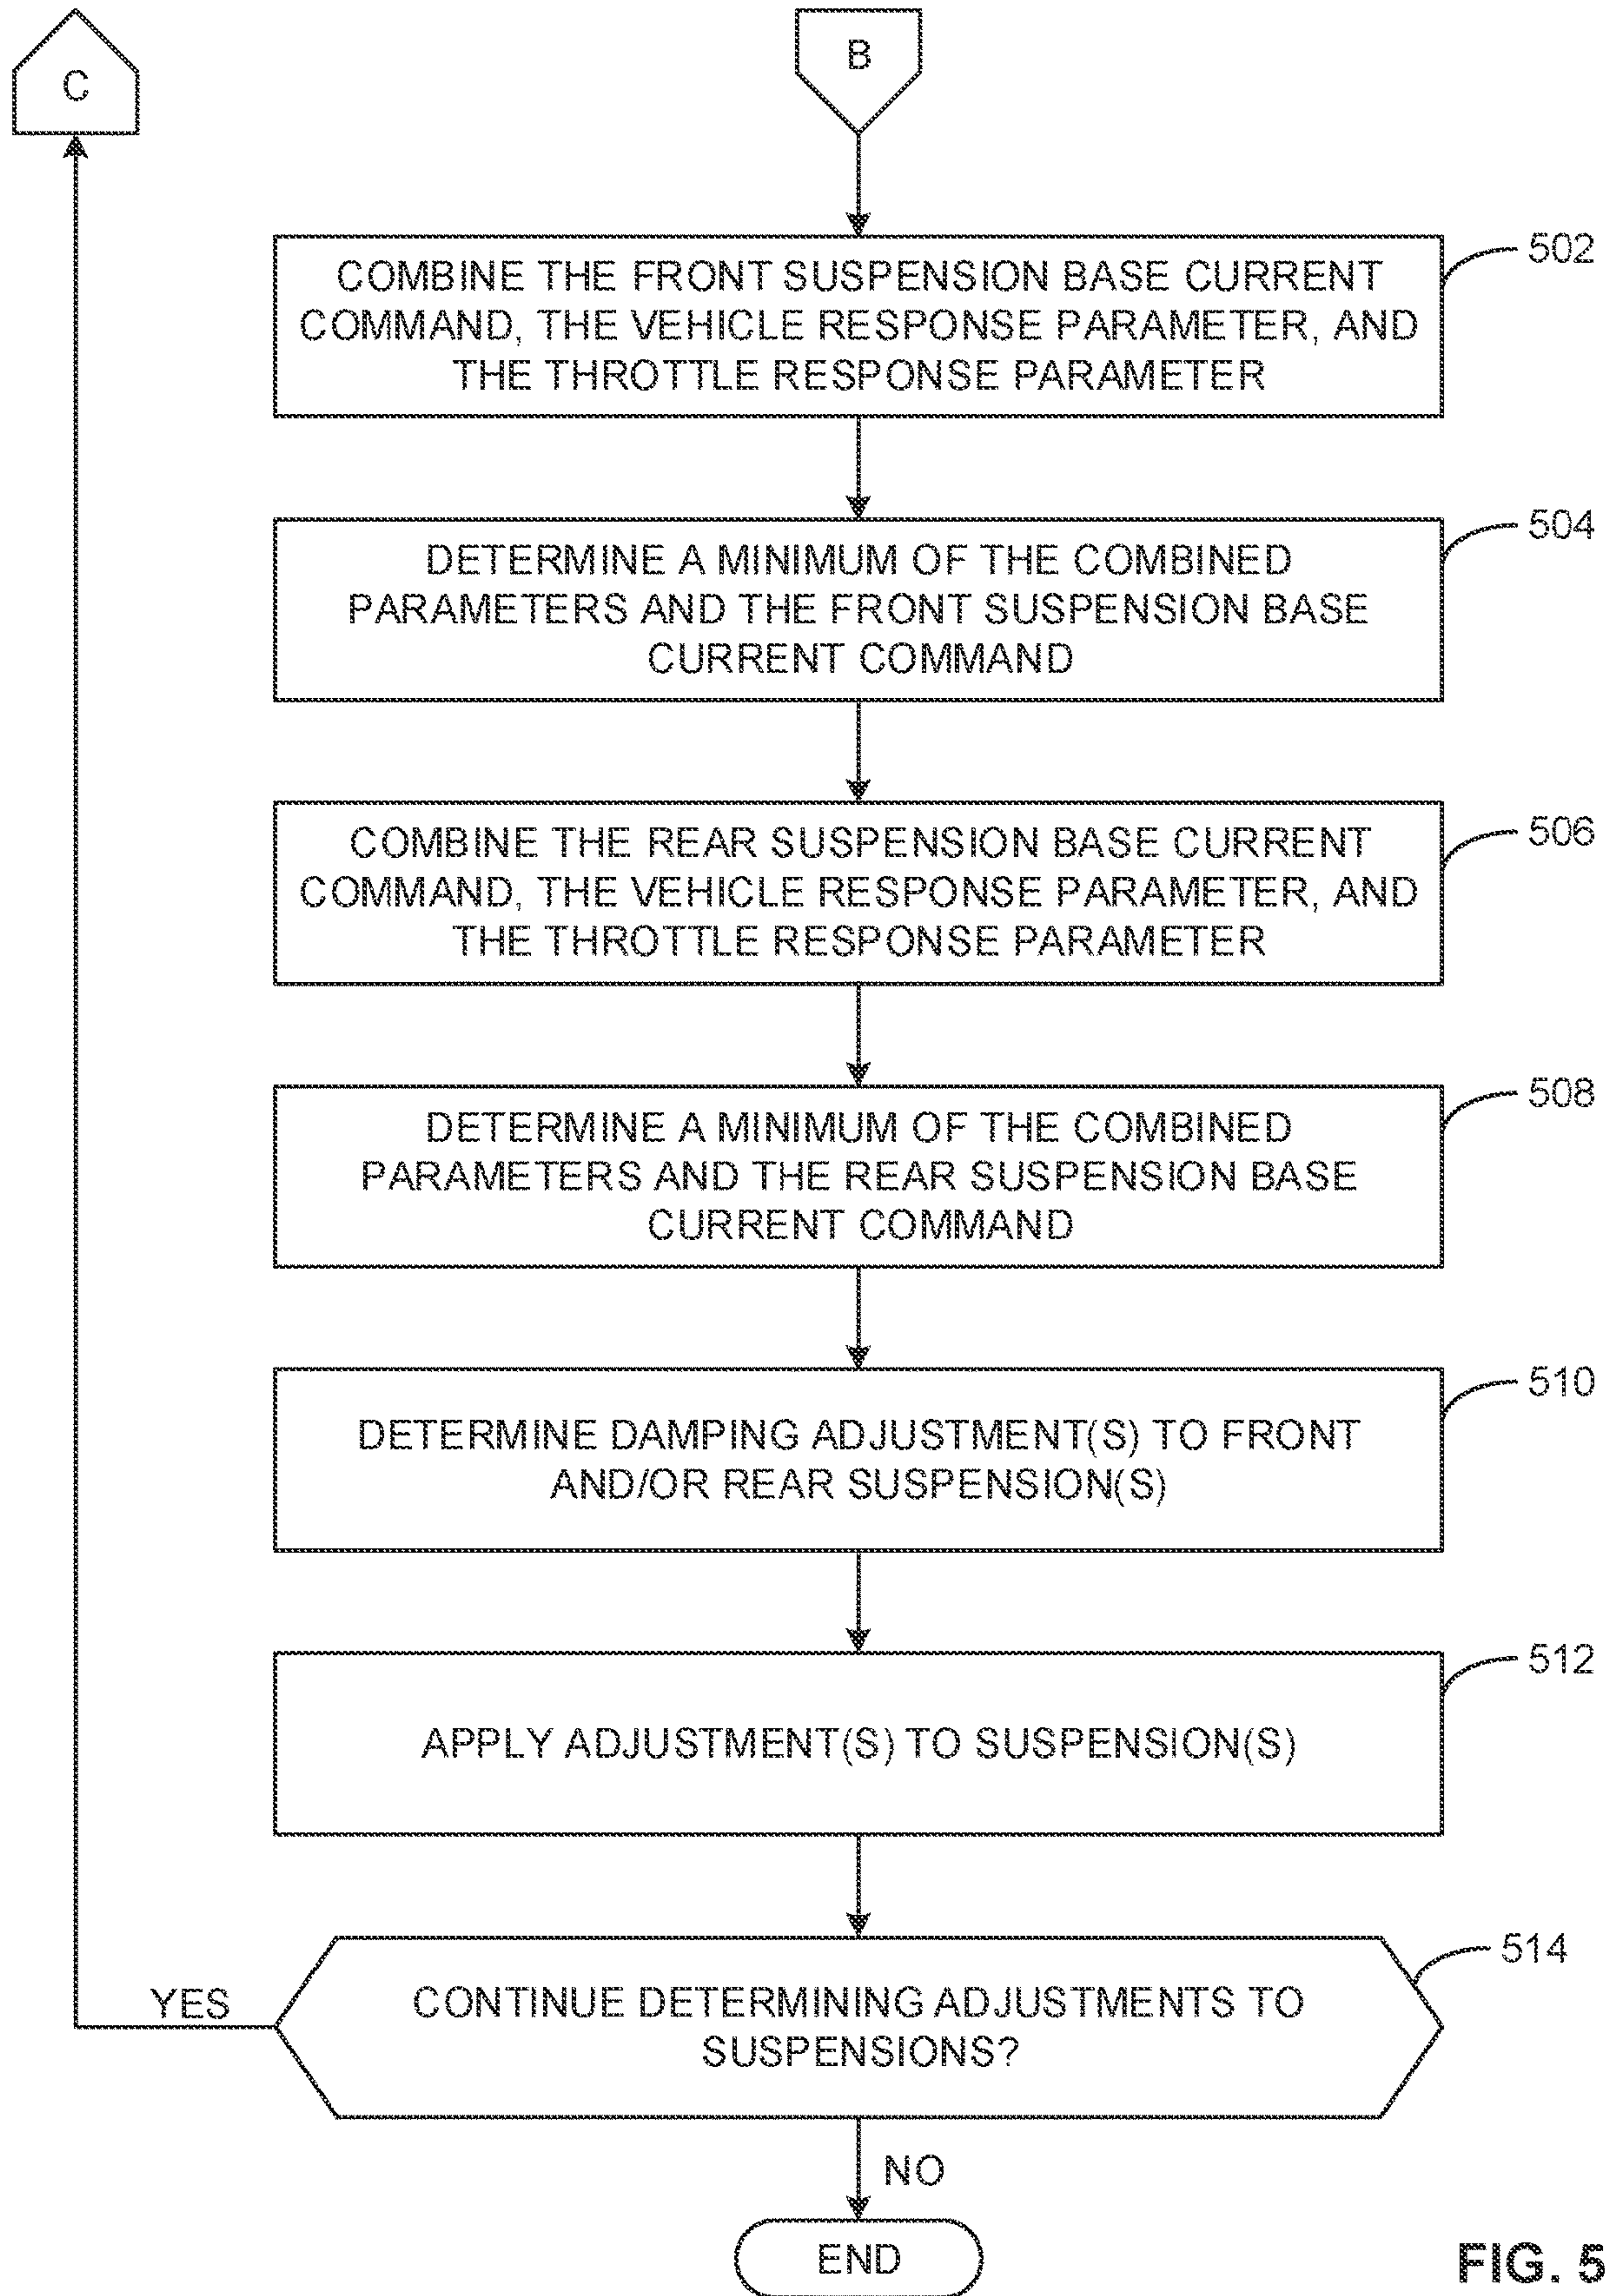 C
B
502
COMBINE THE FRONT SUSPENSION BASE CURRENT
COMMAND, THE VEHICLE RESPONSE PARAMETER, AND
THE THROTTLE RESPONSE PARAMETER
504
DETERMINE A MINIMUM OF THE COMBINED
PARAMETERS AND THE FRONT SUSPENSION BASE
CURRENT COMMAND
506
COMBINE THE REAR SUSPENSION BASE CURRENT
COMMAND, THE VEHICLE RESPONSE PARAMETER, AND
THE THROTTLE RESPONSE PARAMETER
508
DETERMINE A MINIMUM OF THE COMBINED
PARAMETERS AND THE REAR SUSPENSION BASE
CURRENT COMMAND
510
DETERMINE DAMPING ADJUSTMENT(S) TO FRONT
AND/OR REAR SUSPENSION(S)
512
APPLY ADJUSTMENT(S) TO SUSPENSION(S)
514
YES
CONTINUE DETERMINING ADJUSTMENTS TO
SUSPENSIONS?
NO
END
FIG. 5